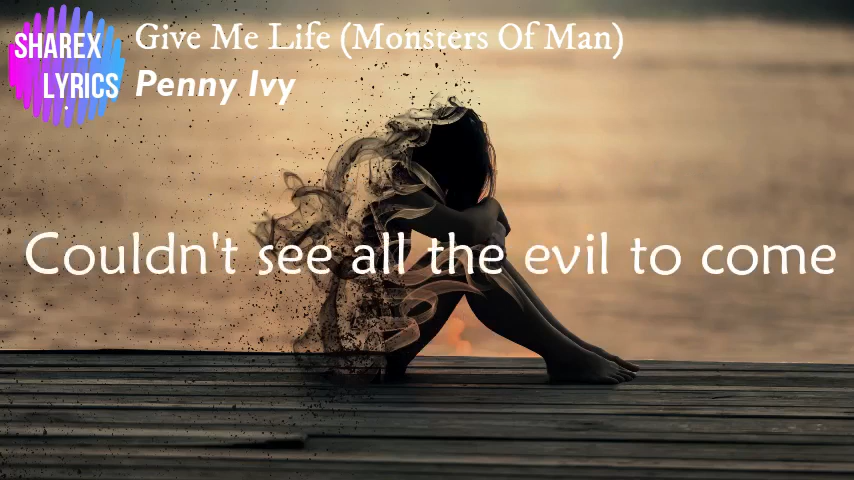 SHAREX
LYRICS
Give Me Life (Monsters Of Man)
Penny Ivy
Couldn't see all the evil to come